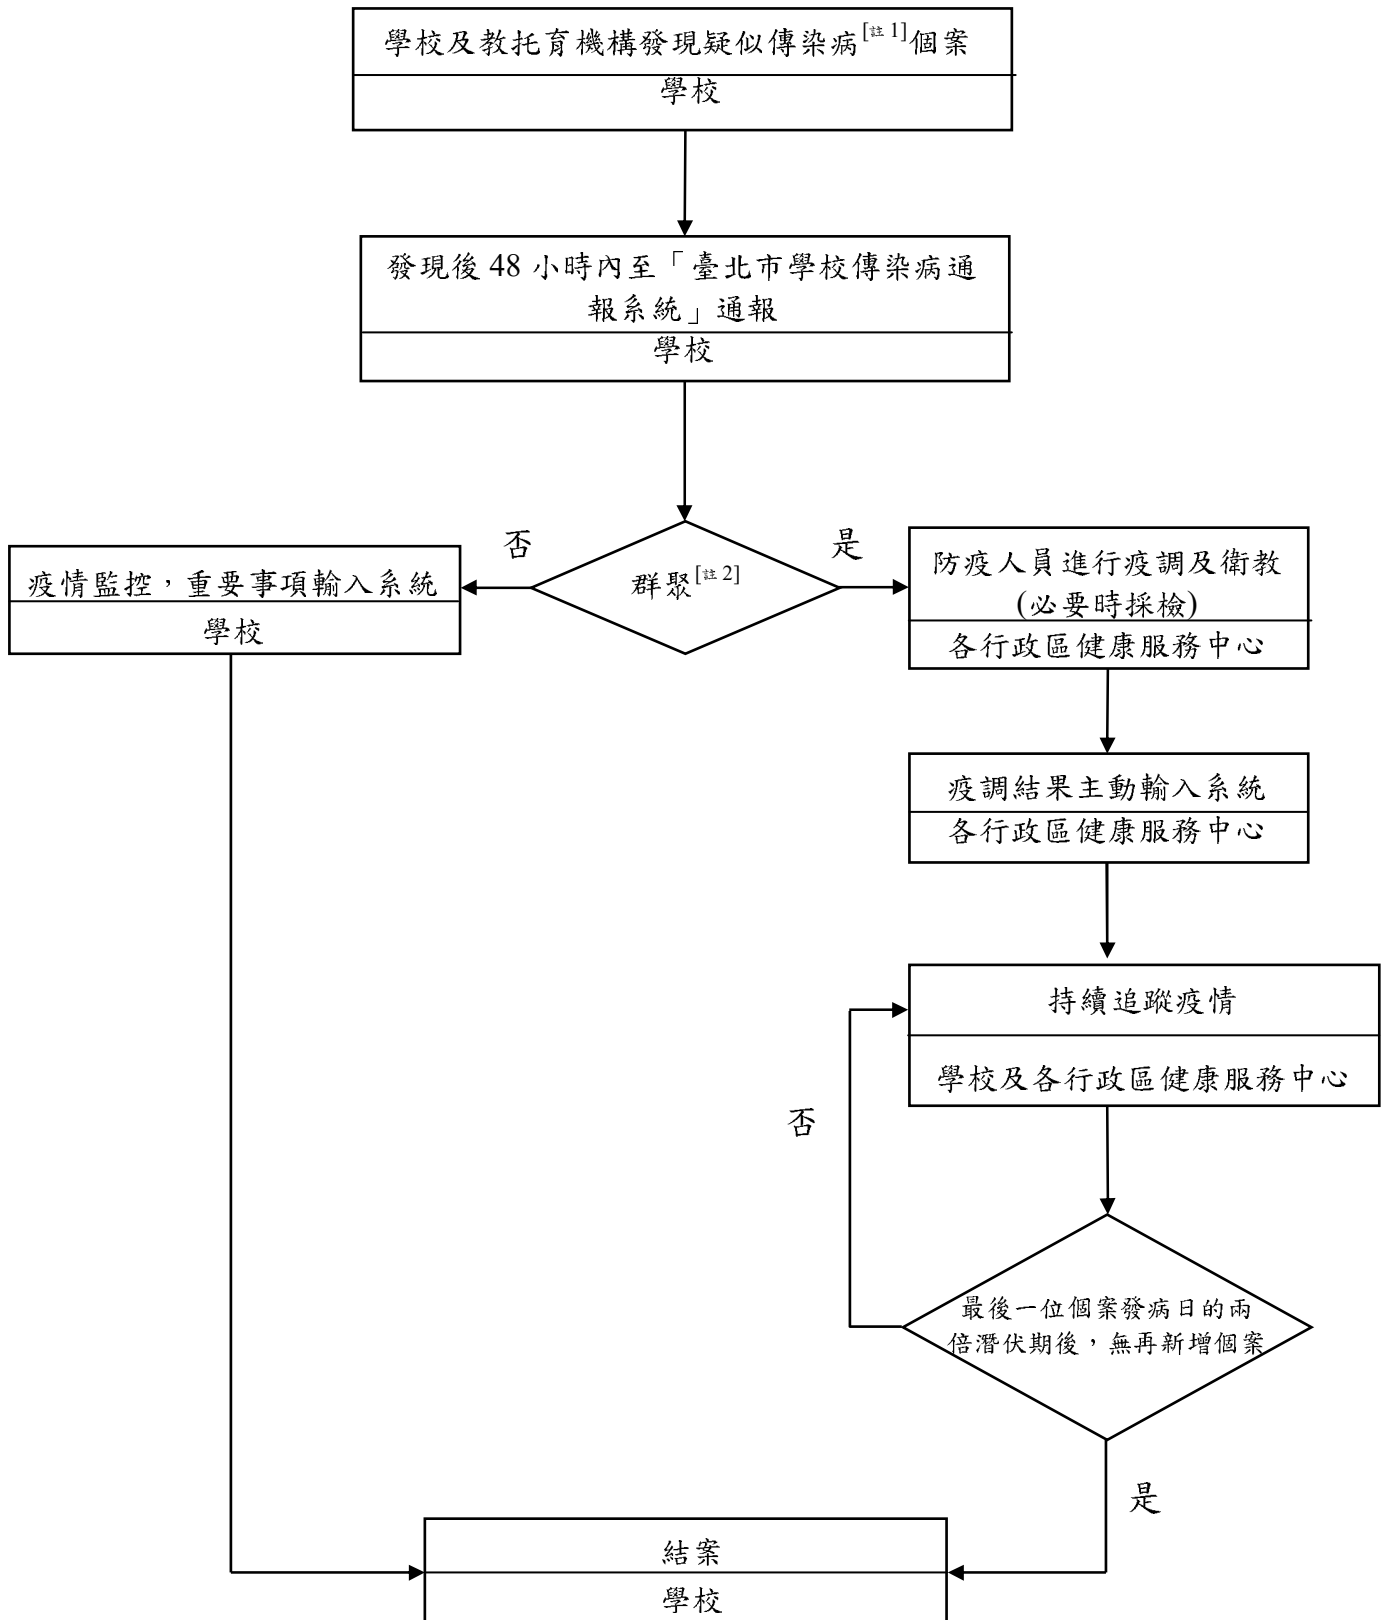 學校及教托育機構發現疑似傳染病[註 1]個案
學校
發現後 48 小時內至「臺北市學校傳染病通
報系統」通報
學校
否
是
疫情監控，重要事項輸入系統
學校
群聚[註 2]
防疫人員進行疫調及衛教
(必要時採檢)
各行政區健康服務中心
疫調結果主動輸入系統
各行政區健康服務中心
持續追蹤疫情
學校及各行政區健康服務中心
否
最後一位個案發病日的兩
倍潛伏期後，無再新增個案
是
結案
學校